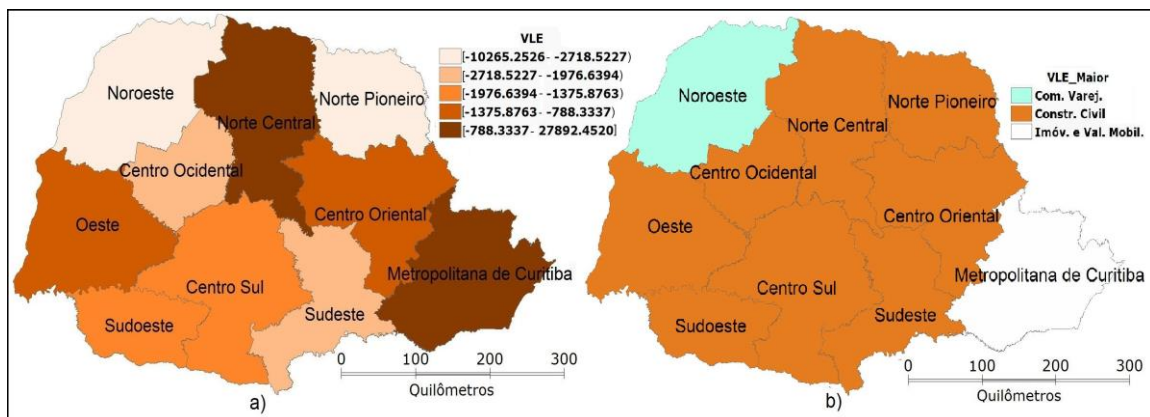 VLE
[-10265.2526- -2718.5227)
[-2718.5227- -1976.6394)
[-1976.6394- -1375.8763)
[-1375.8763- -788.3337)
[-788.3337- 27892.4520]
Noroeste
Norte Pioneiro
Norte Central
Centro Ocidental
Centro Oriental
Oeste
Metropolitana de Curitiba
Centro Sul
Sudoeste
Sudeste
0 100 200 300
Quilômetros
a)
VLE_Maior
Com. Varej.
Constr. Civil
Imóv. e Val. Mobil.
Noroeste
Norte Pioneiro
Norte Central
Centro Ocidental
Centro Oriental
Oeste
Metropolitana de Curitiba
Centro Sul
Sudoeste
Sudeste
0 100 200 300
Quilômetros
b)